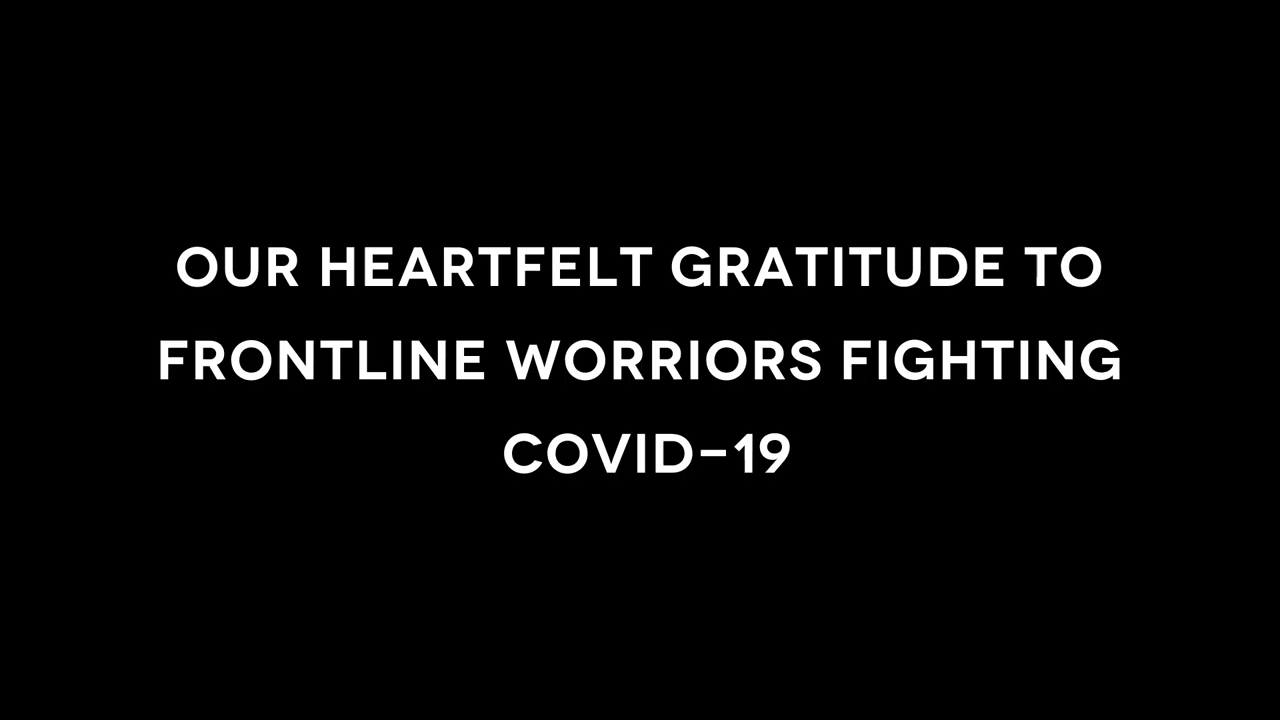 OUR HEARTFELT GRATITUDE TO
FRONTLINE WORRIORS FIGHTING
COVID-19